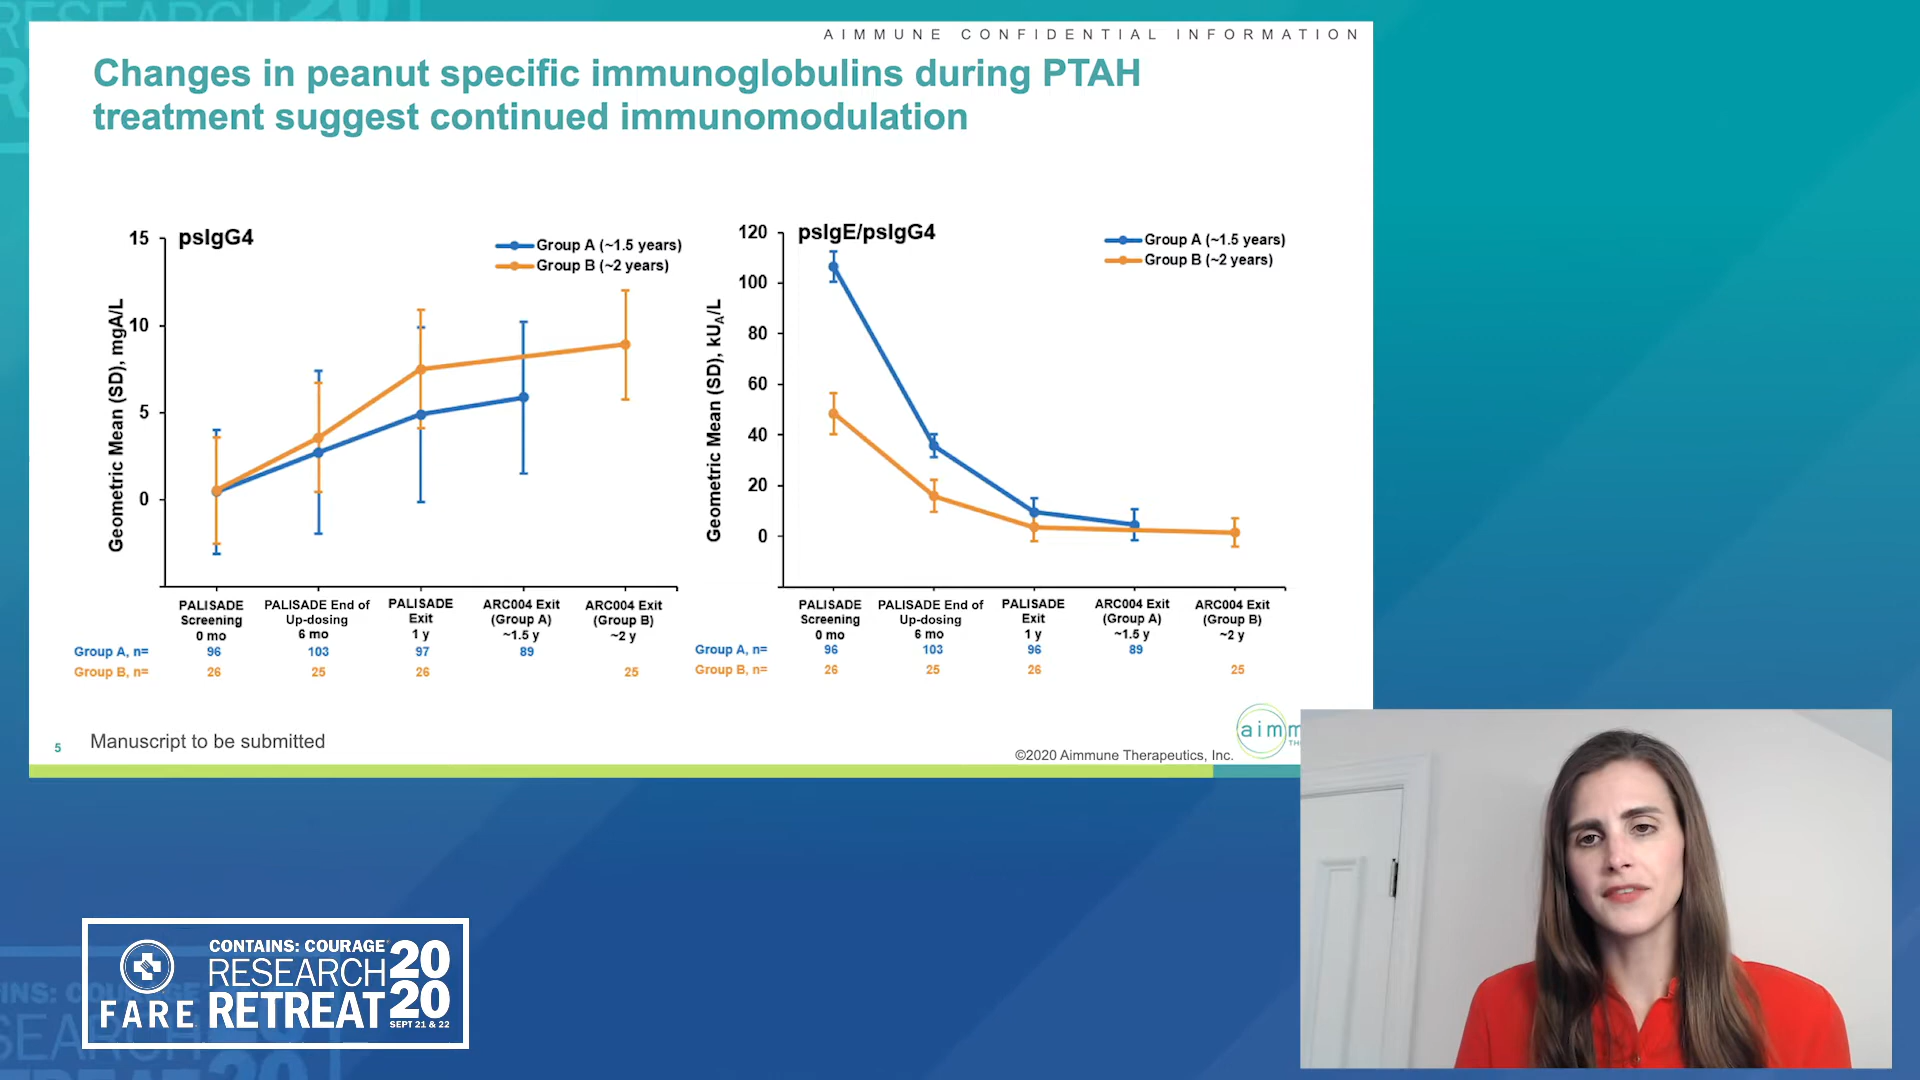 AIMMUNE CONFIDENTIAL INFORMATION
Changes in peanut specific immunoglobulins during PTAH
treatment suggest continued immunomodulation
psIgG4
Group A (~1.5 years)
Group B (~2 years)
15
10
5
0
Geometric Mean (SD), mgA/L
PALISADE Screening 0 mo
PALISADE End of Up-dosing 6 mo
PALISADE Exit 1 y
ARC004 Exit (Group A) ~1.5 y
ARC004 Exit (Group B) ~2 y
Group A, n= 96 103 97 89
Group B, n= 26 25 26 25
psIgE/psIgG4
Group A (~1.5 years)
Group B (~2 years)
120
100
80
60
40
20
0
Geometric Mean (SD), kUA/L
PALISADE Screening 0 mo
PALISADE End of Up-dosing 6 mo
PALISADE Exit 1 y
ARC004 Exit (Group A) ~1.5 y
ARC004 Exit (Group B) ~2 y
Group A, n= 96 103 96 89
Group B, n= 26 25 26 25
5 Manuscript to be submitted
©2020 Aimmune Therapeutics, Inc.
aimm
TH
FARE
CONTAINS: COURAGE
RESEARCH
RETREAT
20
20
SEPT 21 & 22